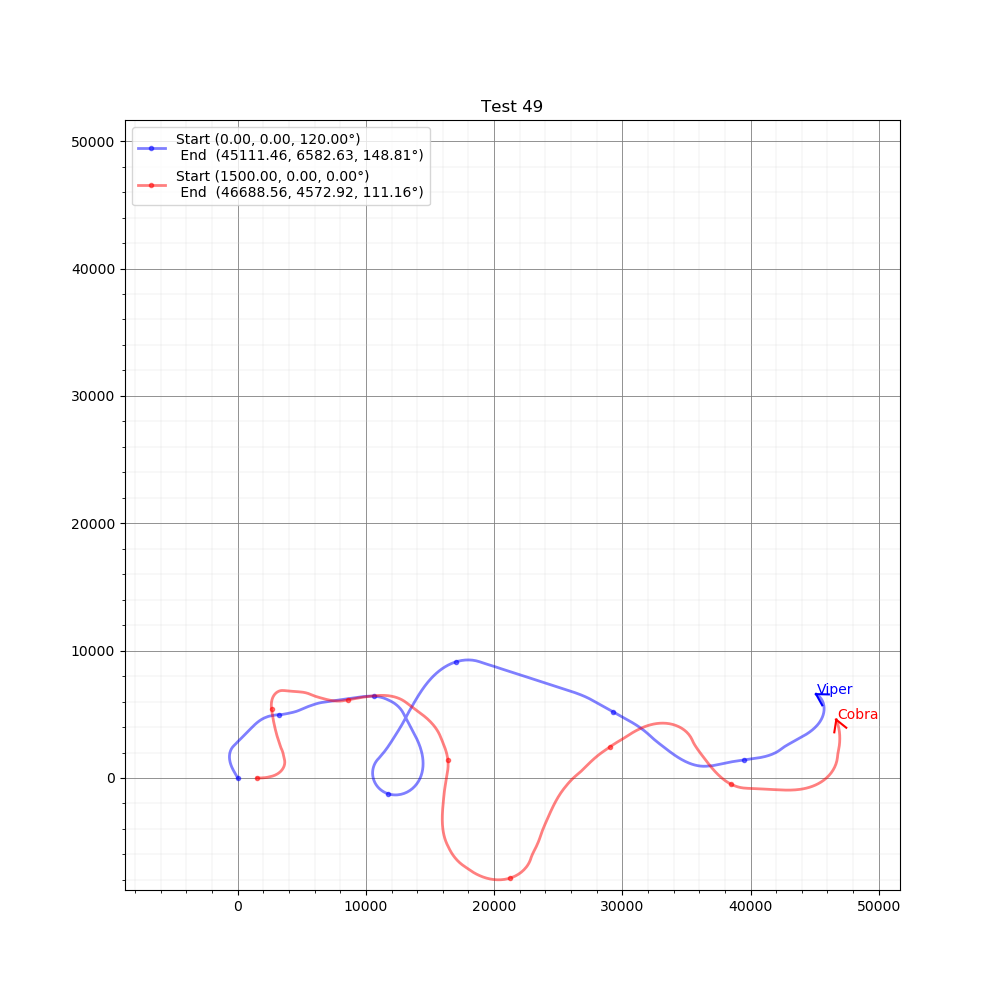 Test 49
Start (0.00, 0.00, 120.00°)
End (45111.46, 6582.63, 148.81°)
Start (1500.00, 0.00, 0.00°)
End (46688.56, 4572.92, 111.16°)
50000
40000
30000
20000
10000
0
Viper
Cobra
0 10000 20000 30000 40000 50000